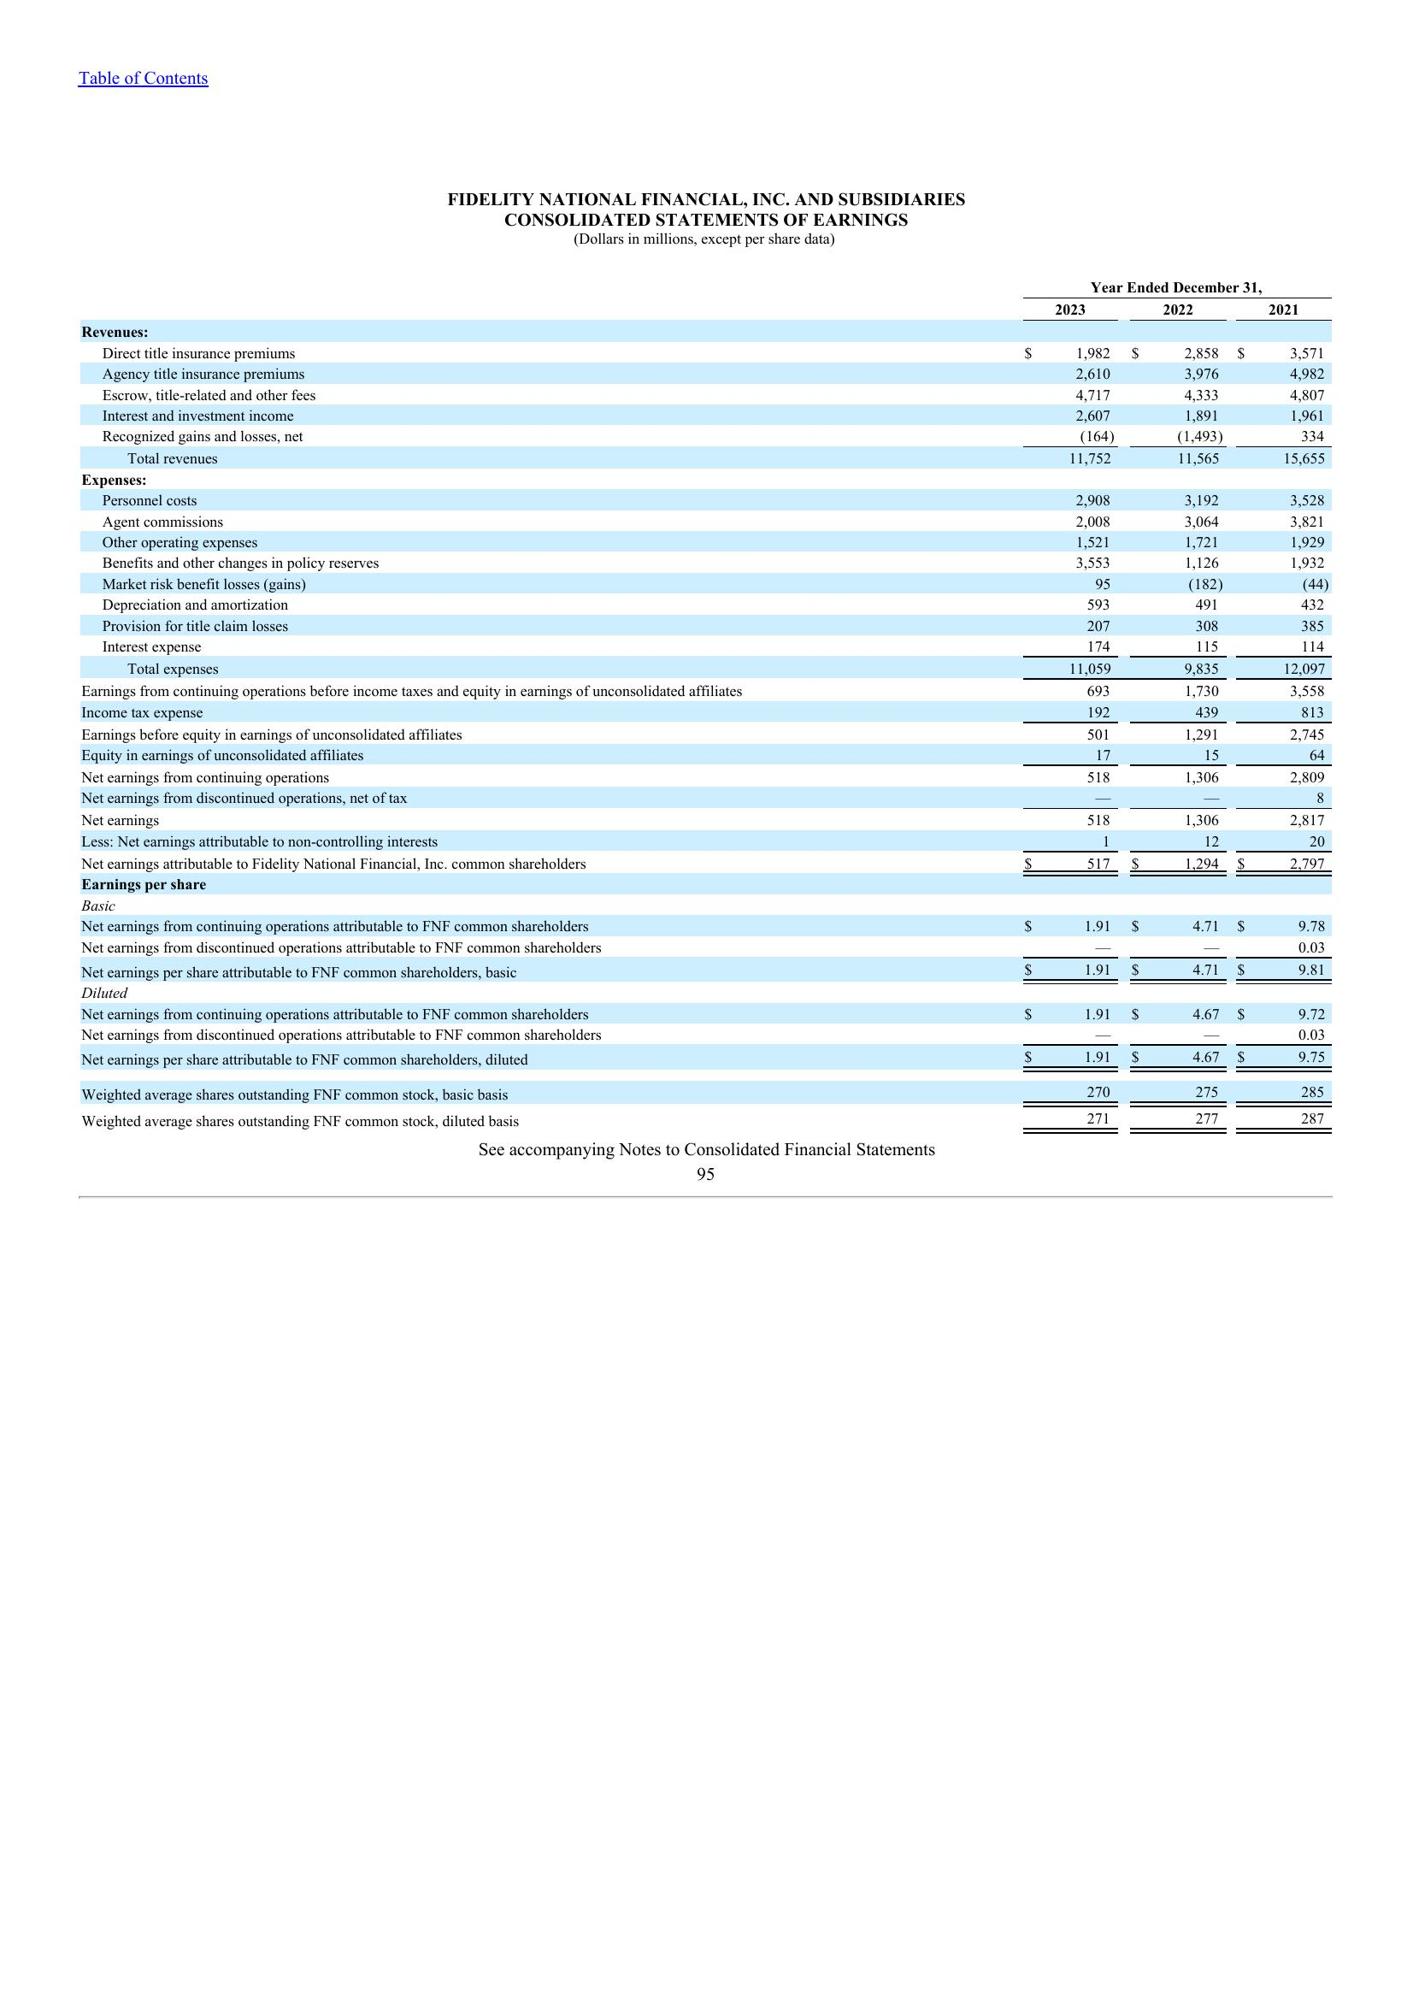 Table of Contents
FIDELITY NATIONAL FINANCIAL, INC. AND SUBSIDIARIES
CONSOLIDATED STATEMENTS OF EARNINGS
(Dollars in millions, except per share data)
Year Ended December 31,
2023 2022 2021
Revenues:
Direct title insurance premiums $ 1,982 $ 2,858 $ 3,571
Agency title insurance premiums 2,610 3,976 4,982
Escrow, title-related and other fees 4,717 4,333 4,807
Interest and investment income 2,607 1,891 1,961
Recognized gains and losses, net (164) (1,493) 334
Total revenues 11,752 11,565 15,655
Expenses:
Personnel costs 2,908 3,192 3,528
Agent commissions 2,008 3,064 3,821
Other operating expenses 1,521 1,721 1,929
Benefits and other changes in policy reserves 3,553 1,126 1,932
Market risk benefit losses (gains) 95 (182) (44)
Depreciation and amortization 593 491 432
Provision for title claim losses 207 308 385
Interest expense 174 115 114
Total expenses 11,059 9,835 12,097
Earnings from continuing operations before income taxes and equity in earnings of unconsolidated affiliates 693 1,730 3,558
Income tax expense 192 439 813
Earnings before equity in earnings of unconsolidated affiliates 501 1,291 2,745
Equity in earnings of unconsolidated affiliates 17 15 64
Net earnings from continuing operations 518 1,306 2,809
Net earnings from discontinued operations, net of tax — — 8
Net earnings 518 1,306 2,817
Less: Net earnings attributable to non-controlling interests 1 12 20
Net earnings attributable to Fidelity National Financial, Inc. common shareholders $ 517 $ 1,294 $ 2,797
Earnings per share
Basic
Net earnings from continuing operations attributable to FNF common shareholders $ 1.91 $ 4.71 $ 9.78
Net earnings from discontinued operations attributable to FNF common shareholders — — 0.03
Net earnings per share attributable to FNF common shareholders, basic $ 1.91 $ 4.71 $ 9.81
Diluted
Net earnings from continuing operations attributable to FNF common shareholders $ 1.91 $ 4.67 $ 9.72
Net earnings from discontinued operations attributable to FNF common shareholders — — 0.03
Net earnings per share attributable to FNF common shareholders, diluted $ 1.91 $ 4.67 $ 9.75
Weighted average shares outstanding FNF common stock, basic basis 270 275 285
Weighted average shares outstanding FNF common stock, diluted basis 271 277 287
See accompanying Notes to Consolidated Financial Statements
95